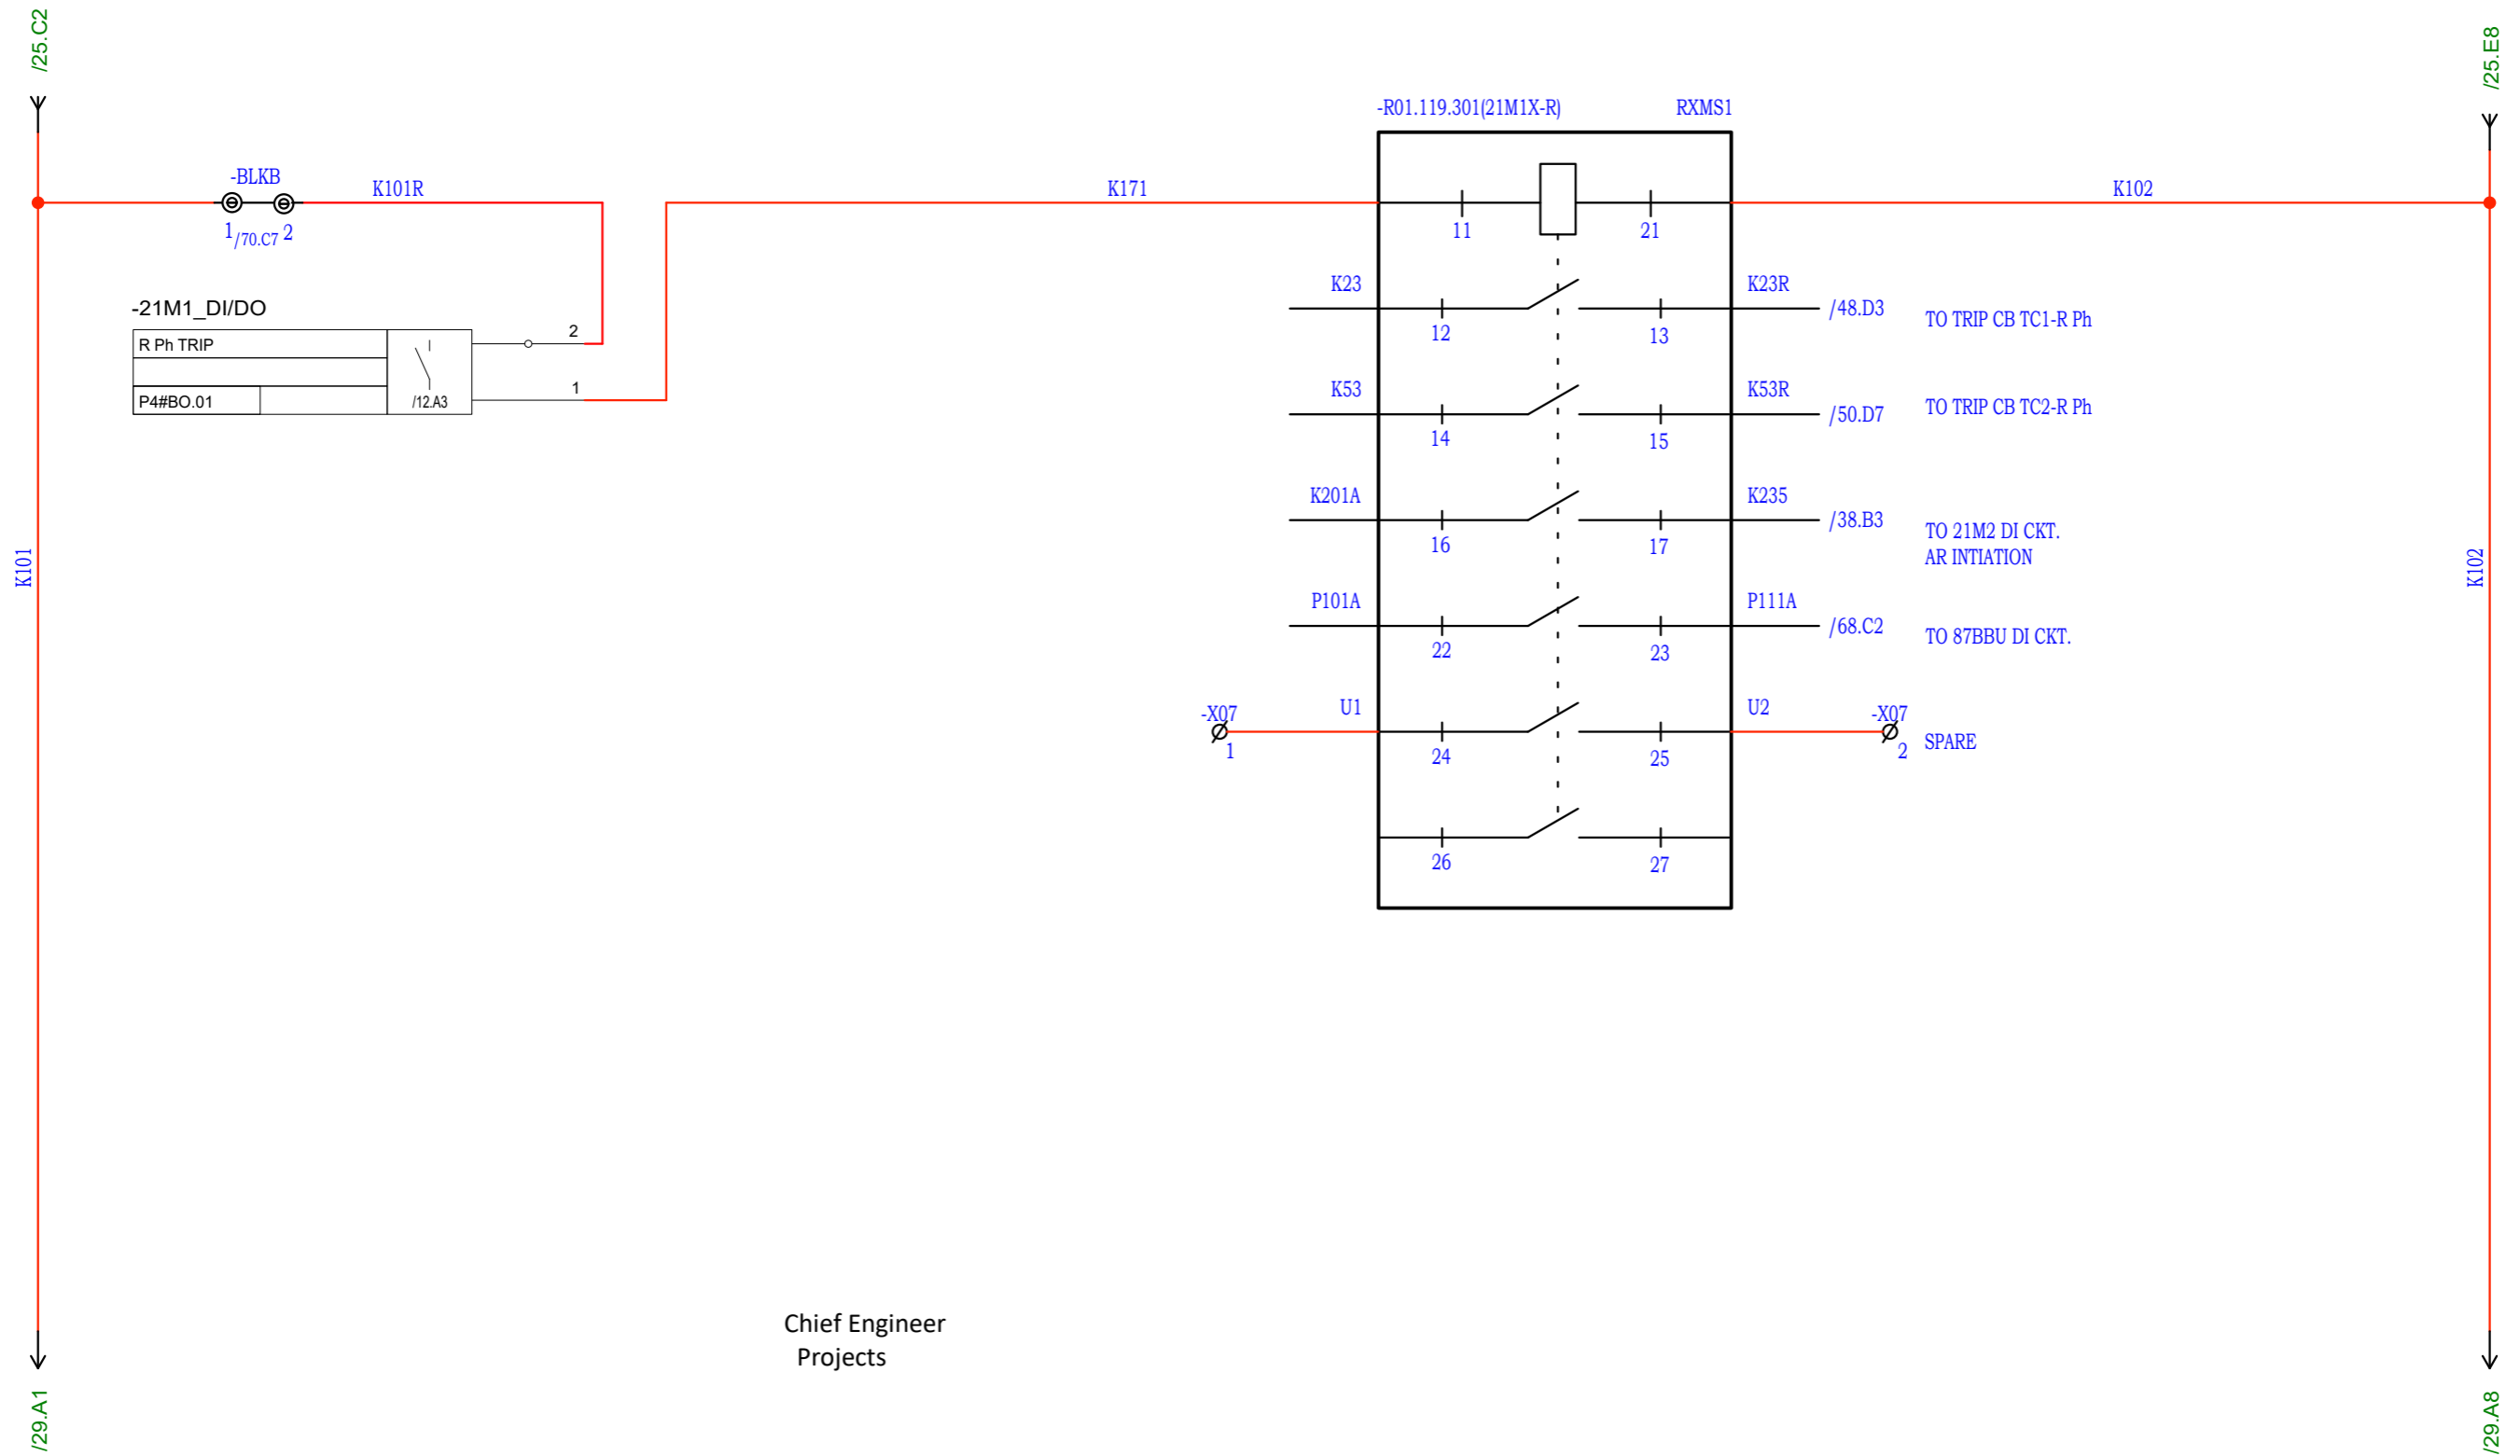 /25.C2
/25.E8
-R01.119.301(21M1X-R)
RXMS1
-BLKB
K101R
K171
K102
1
/70.C7
2
11
21
-21M1_DI/DO
R Ph TRIP
P4#BO.01
/12.A3
2
1
K23
K23R
/48.D3
TO TRIP CB TC1-R Ph
12
13
K53
K53R
/50.D7
TO TRIP CB TC2-R Ph
14
15
K201A
K235
/38.B3
TO 21M2 DI CKT.
AR INTIATION
16
17
K101
K102
P101A
P111A
/68.C2
TO 87BBU DI CKT.
22
23
-X07
1
U1
U2
-X07
2
SPARE
24
25
26
27
Chief Engineer
Projects
/29.A1
/29.A8